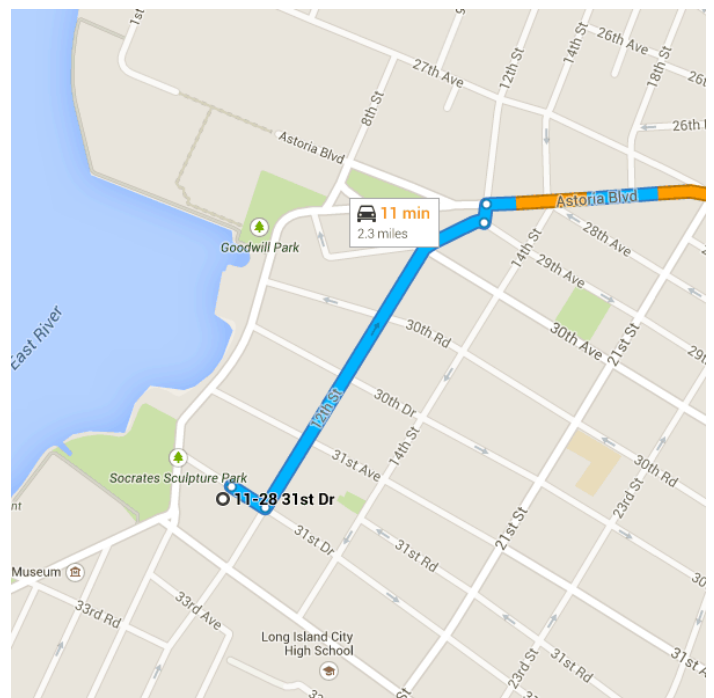 1st
14th St
12th St
26th Ave
27th Ave
18th St
26th
8th St
26th
Astoria Blvd
11 min
2.3 miles
Astoria Blvd
Goodwill Park
28th Ave
14th St
29th Ave
East River
30th Rd
30th Ave
21st St
29th
12th St
30th Dr
14th St
31st Ave
30th Rd
Socrates Sculpture Park
11-28 31st Dr
23rd St
31st Dr
21st St
31st Rd
30th
Museum
33rd Rd
33rd Ave
Long Island City
High School
23rd St
31st A
St